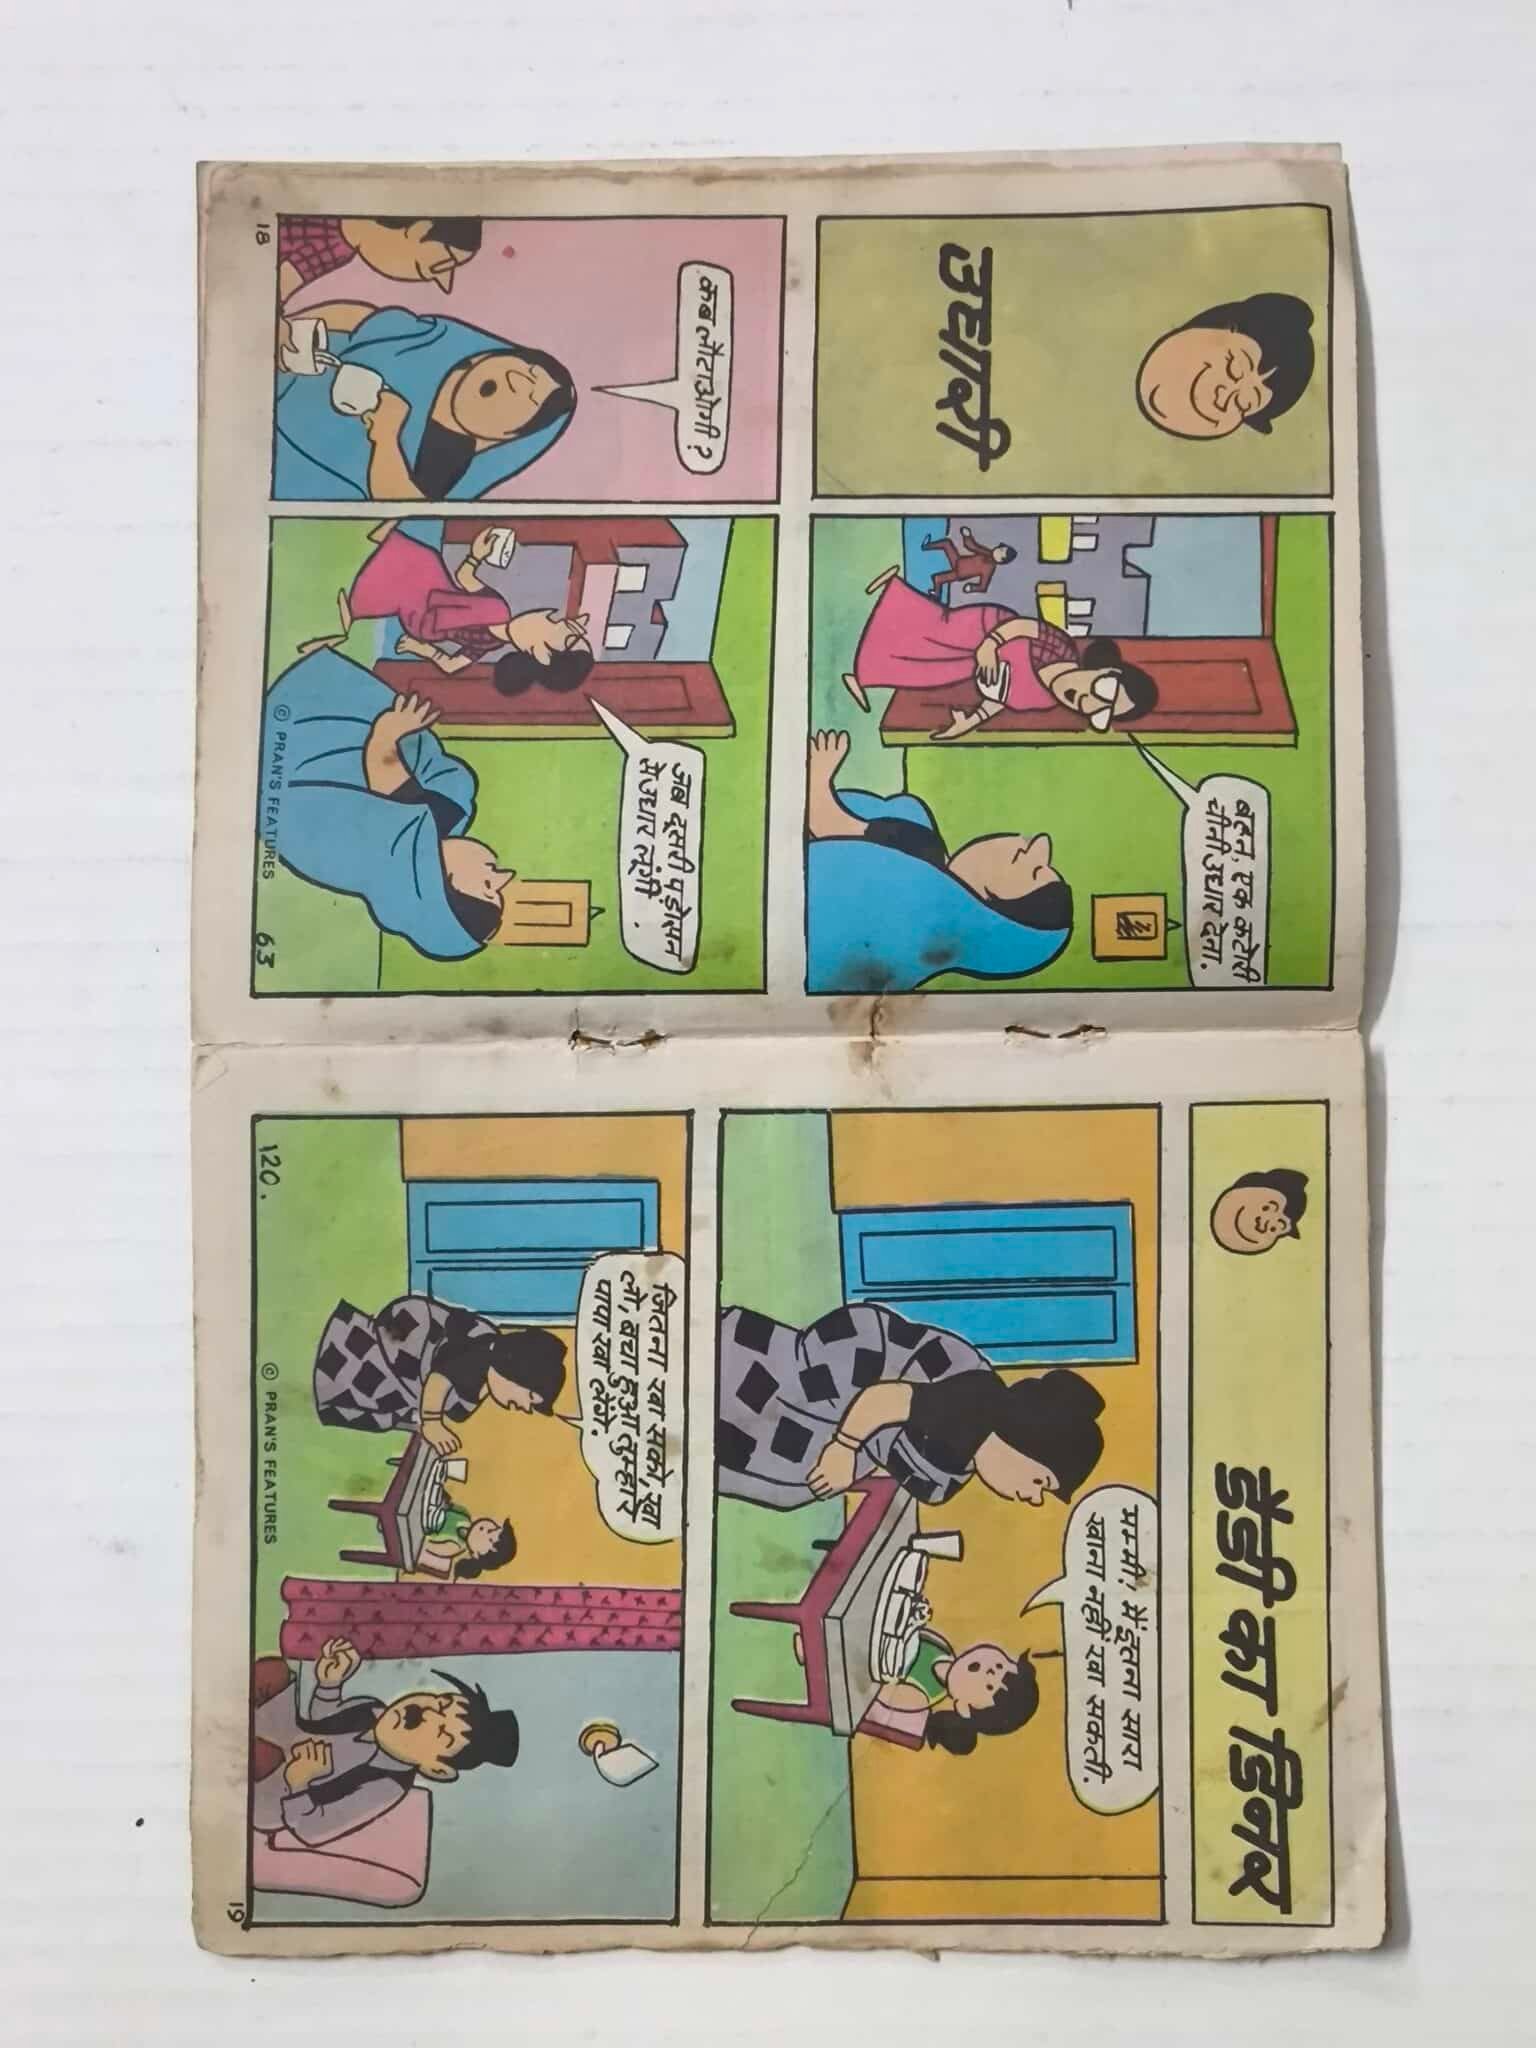 उधारी
बहन, एक कटोरी
चीनी उधार देना.
कब लौटाओगी?
जब दूसरी पड़ोसन
से उधार लूंगी.
18
© PRAN'S FEATURES
63
डैडी का डिनर
मम्मी! मैं इतना सारा
खाना नहीं खा सकती.
जितना खा सको, खा
लो, बचा हुआ तुम्हारे
पापा खा लेंगे.
120.
© PRAN'S FEATURES
19